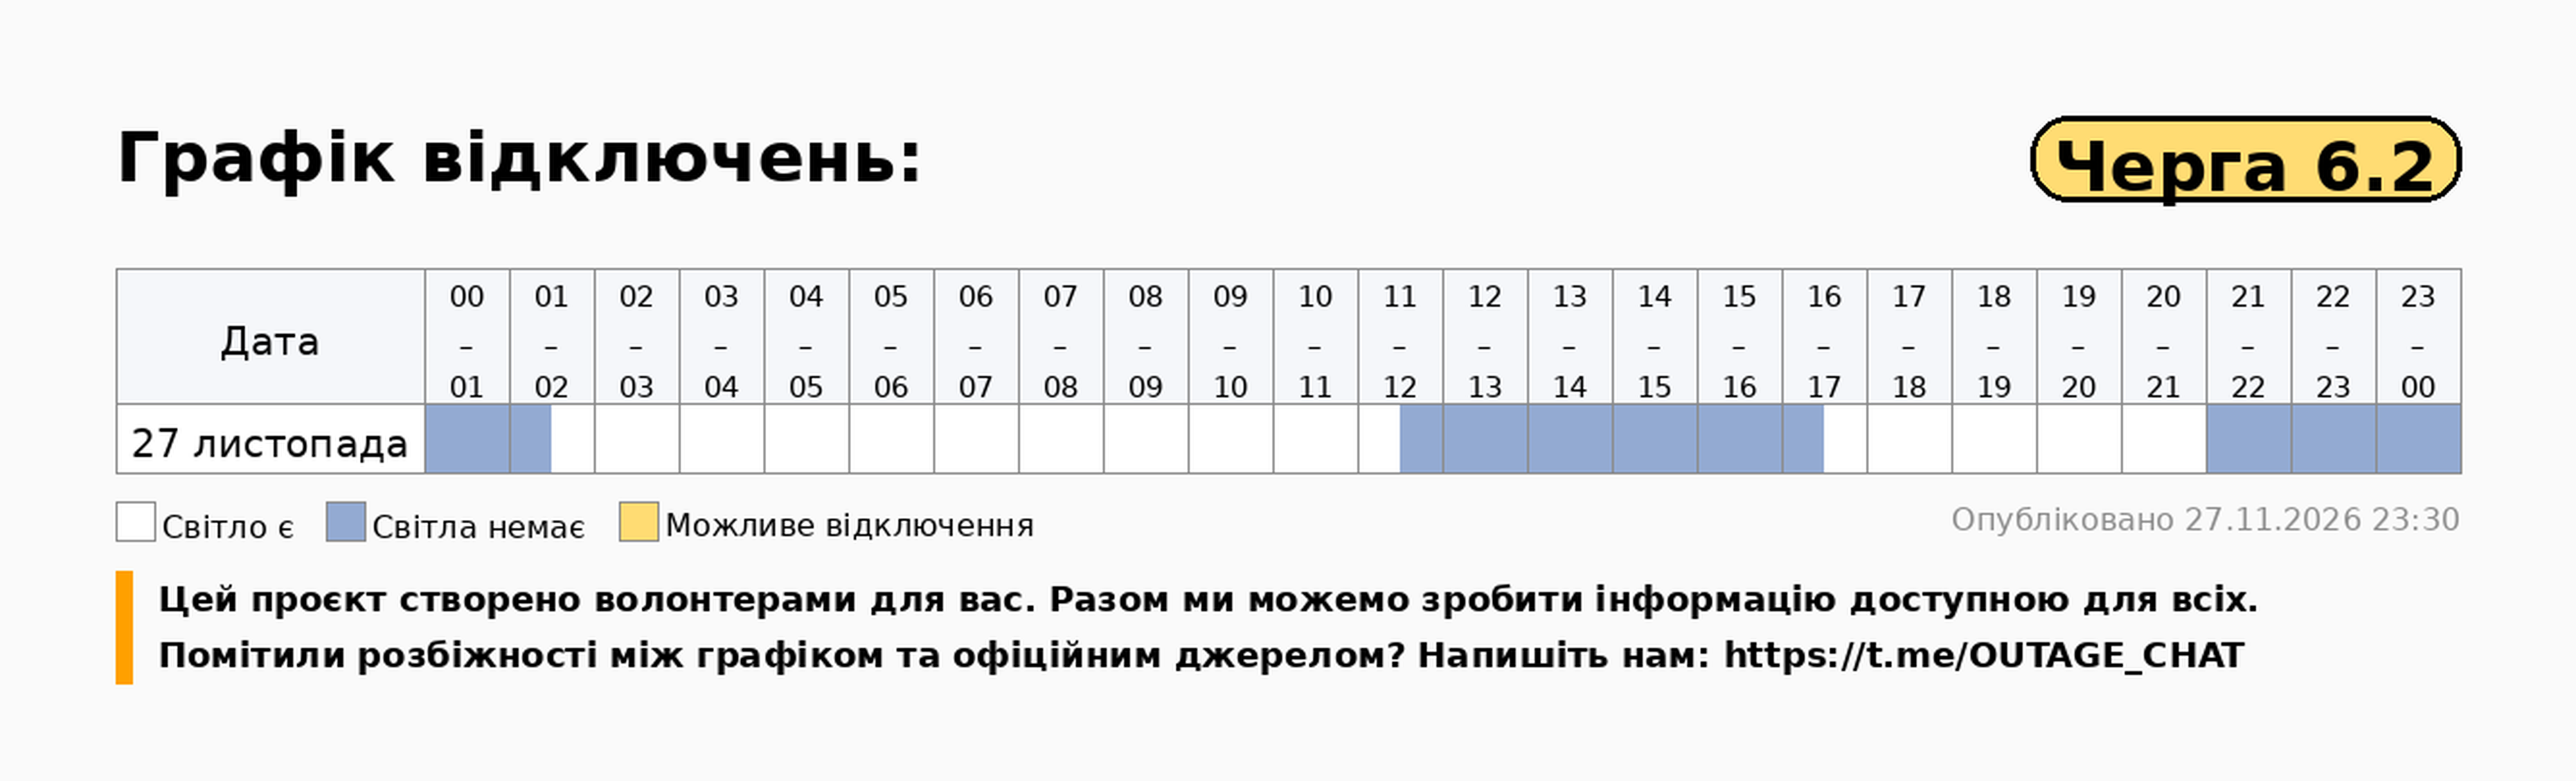 Графік відключень:
Черга 6.2
Дата
00 – 01
01 – 02
02 – 03
03 – 04
04 – 05
05 – 06
06 – 07
07 – 08
08 – 09
09 – 10
10 – 11
11 – 12
12 – 13
13 – 14
14 – 15
15 – 16
16 – 17
17 – 18
18 – 19
19 – 20
20 – 21
21 – 22
22 – 23
23 – 00
27 листопада
Світло є
Світла немає
Можливе відключення
Опубліковано 27.11.2026 23:30
Цей проєкт створено волонтерами для вас. Разом ми можемо зробити інформацію доступною для всіх.
Помітили розбіжності між графіком та офіційним джерелом? Напишіть нам: https://t.me/OUTAGE_CHAT